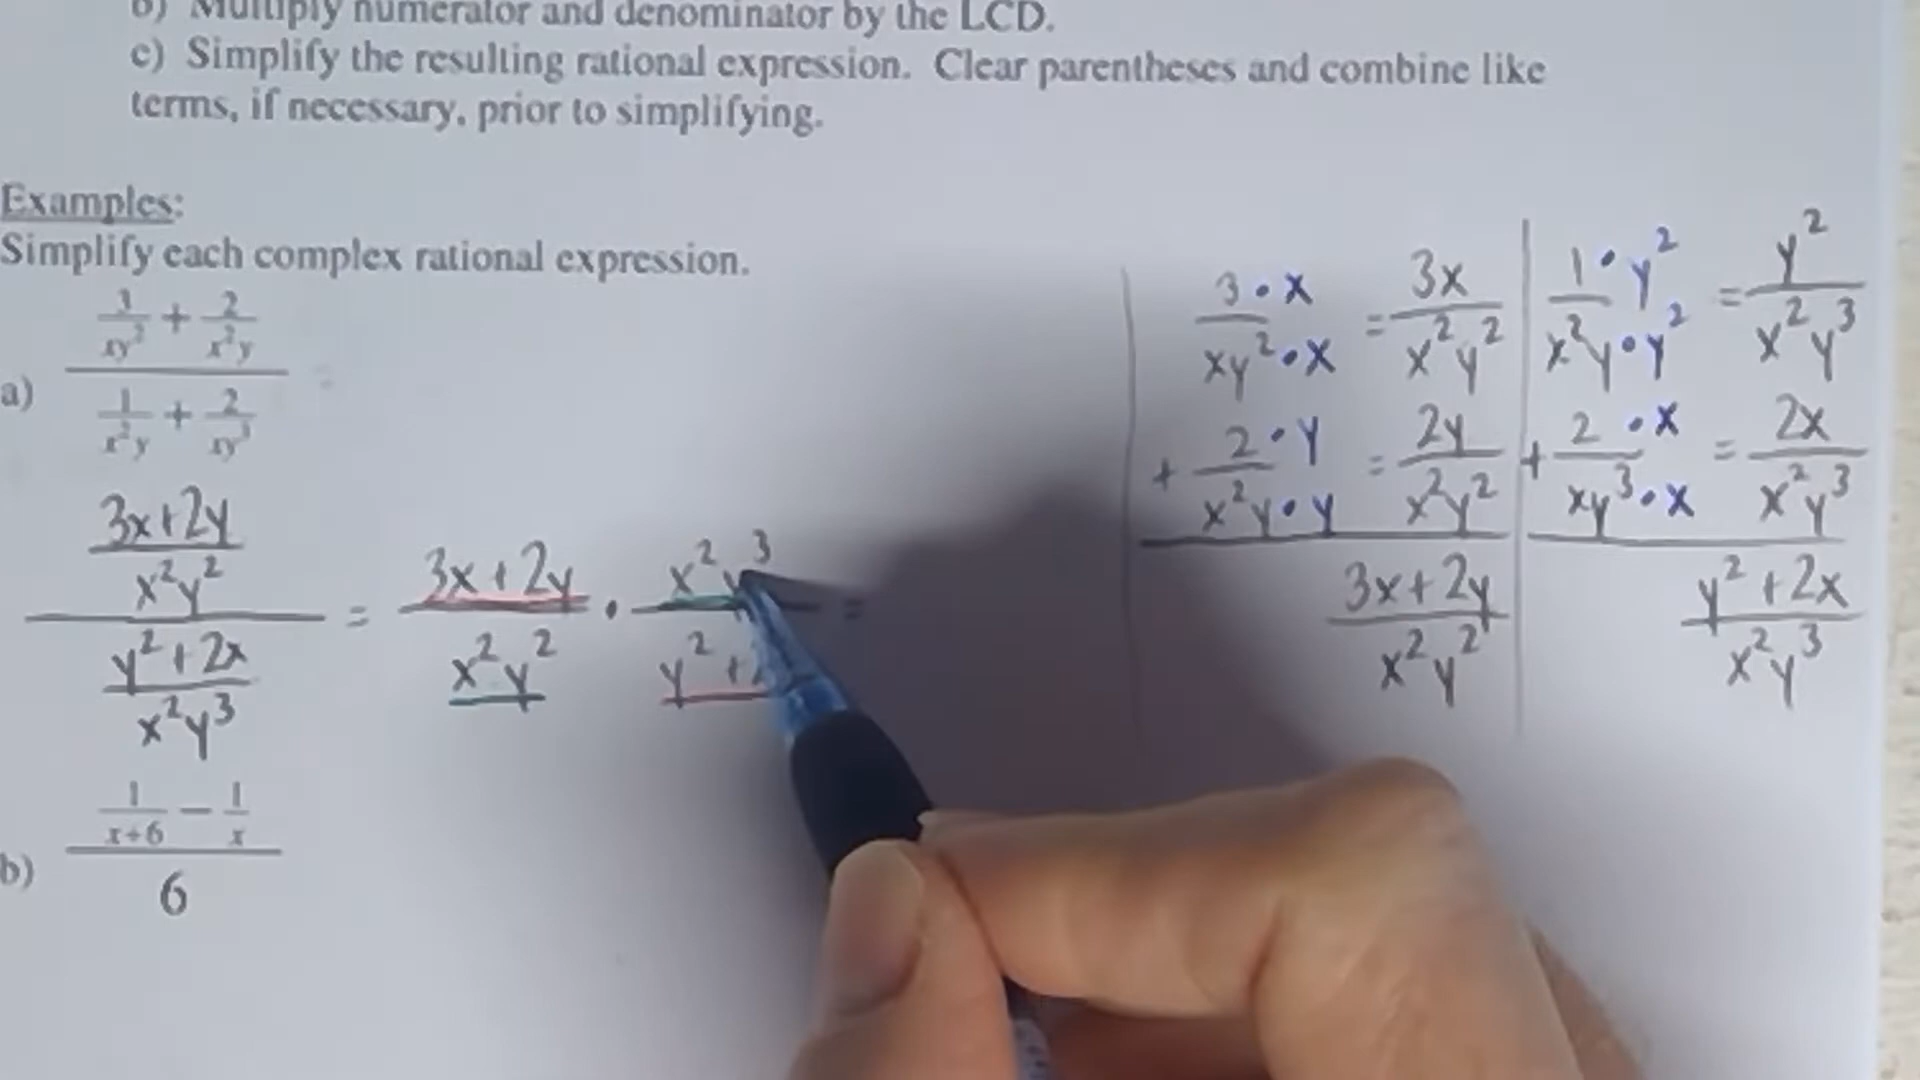 b) Multiply numerator and denominator by the LCD.
c) Simplify the resulting rational expression. Clear parentheses and combine like
terms, if necessary, prior to simplifying.
Examples:
Simplify each complex rational expression.
3/xy² + 2/x²y
a) =
1/x²y + 2/xy³
3x+2y
x²y²
y²+2x
x²y³
= 3x+2y · x²y³ =
x²y² y²+
b) 1/x+6 − 1/x
6
3·x = 3x
xy²·x x²y²
+ 2·y = 2y
x²y·y x²y²
3x+2y
x²y²
1·y² = y²
x²y·y² x²y³
+ 2·x = 2x
xy³·x x²y³
y²+2x
x²y³